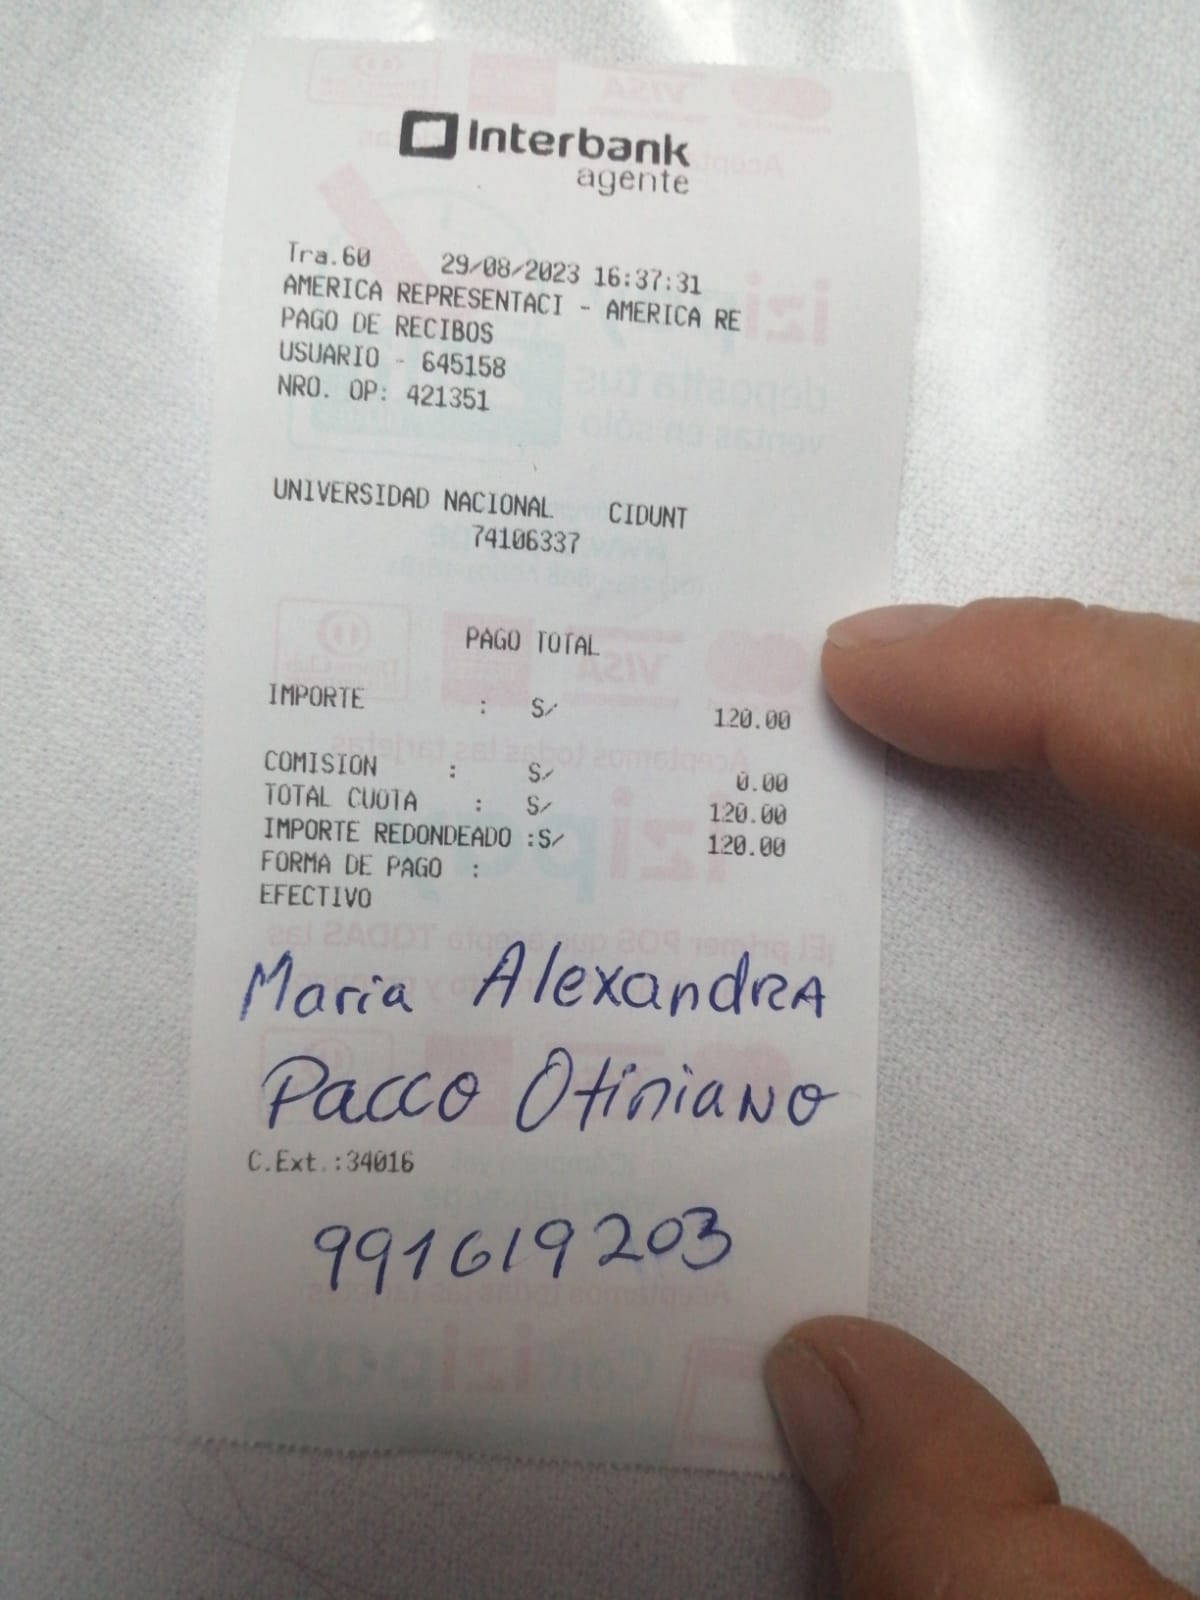 Interbank
agente
Tra.60 29/08/2023 16:37:31
AMERICA REPRESENTACI - AMERICA RE
PAGO DE RECIBOS
USUARIO - 645158
NRO. OP: 421351
UNIVERSIDAD NACIONAL CIDUNT
74106337
PAGO TOTAL
IMPORTE : S/ 120.00
COMISION : S/ 0.00
TOTAL CUOTA : S/ 120.00
IMPORTE REDONDEADO :S/ 120.00
FORMA DE PAGO :
EFECTIVO
Maria AlexandRA
Pacco OtiniaNo
C.Ext.:34016
991619203